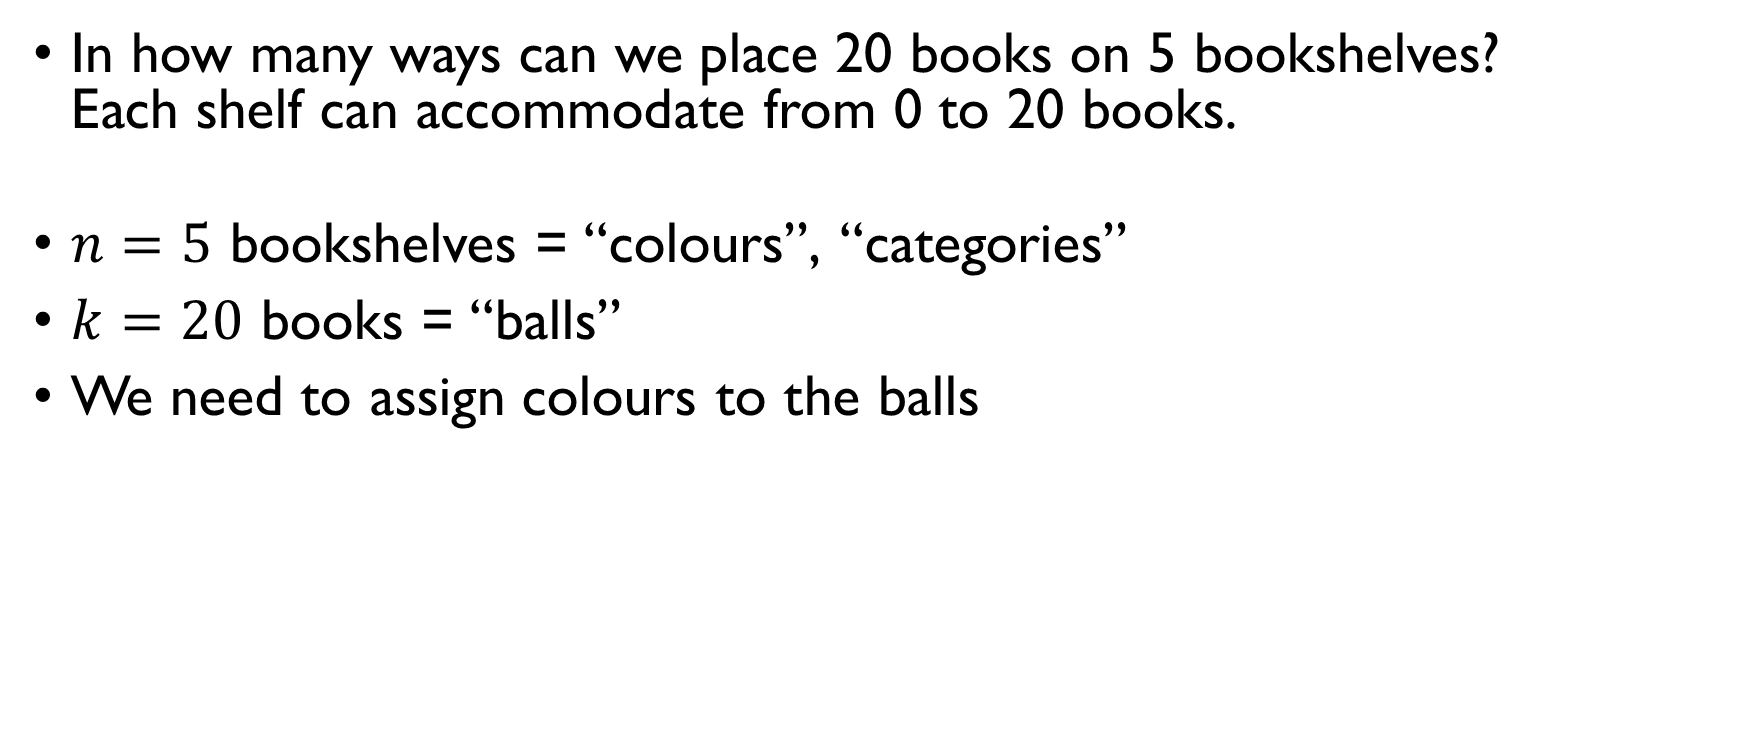 • In how many ways can we place 20 books on 5 bookshelves?
Each shelf can accommodate from 0 to 20 books.
• 𝑛 = 5 bookshelves = “colours”, “categories”
• 𝑘 = 20 books = “balls”
• We need to assign colours to the balls